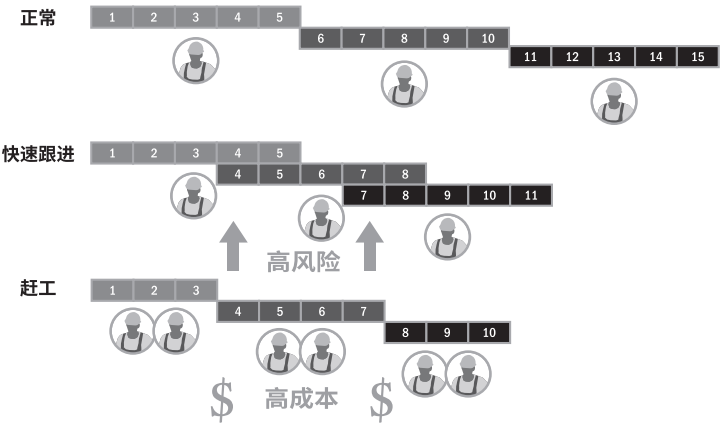 正常 1 2 3 4 5
6 7 8 9 10
11 12 13 14 15
快速跟进 1 2 3 4 5
4 5 6 7 8
7 8 9 10 11
高风险
赶工 1 2 3
4 5 6 7
8 9 10
$ 高成本 $